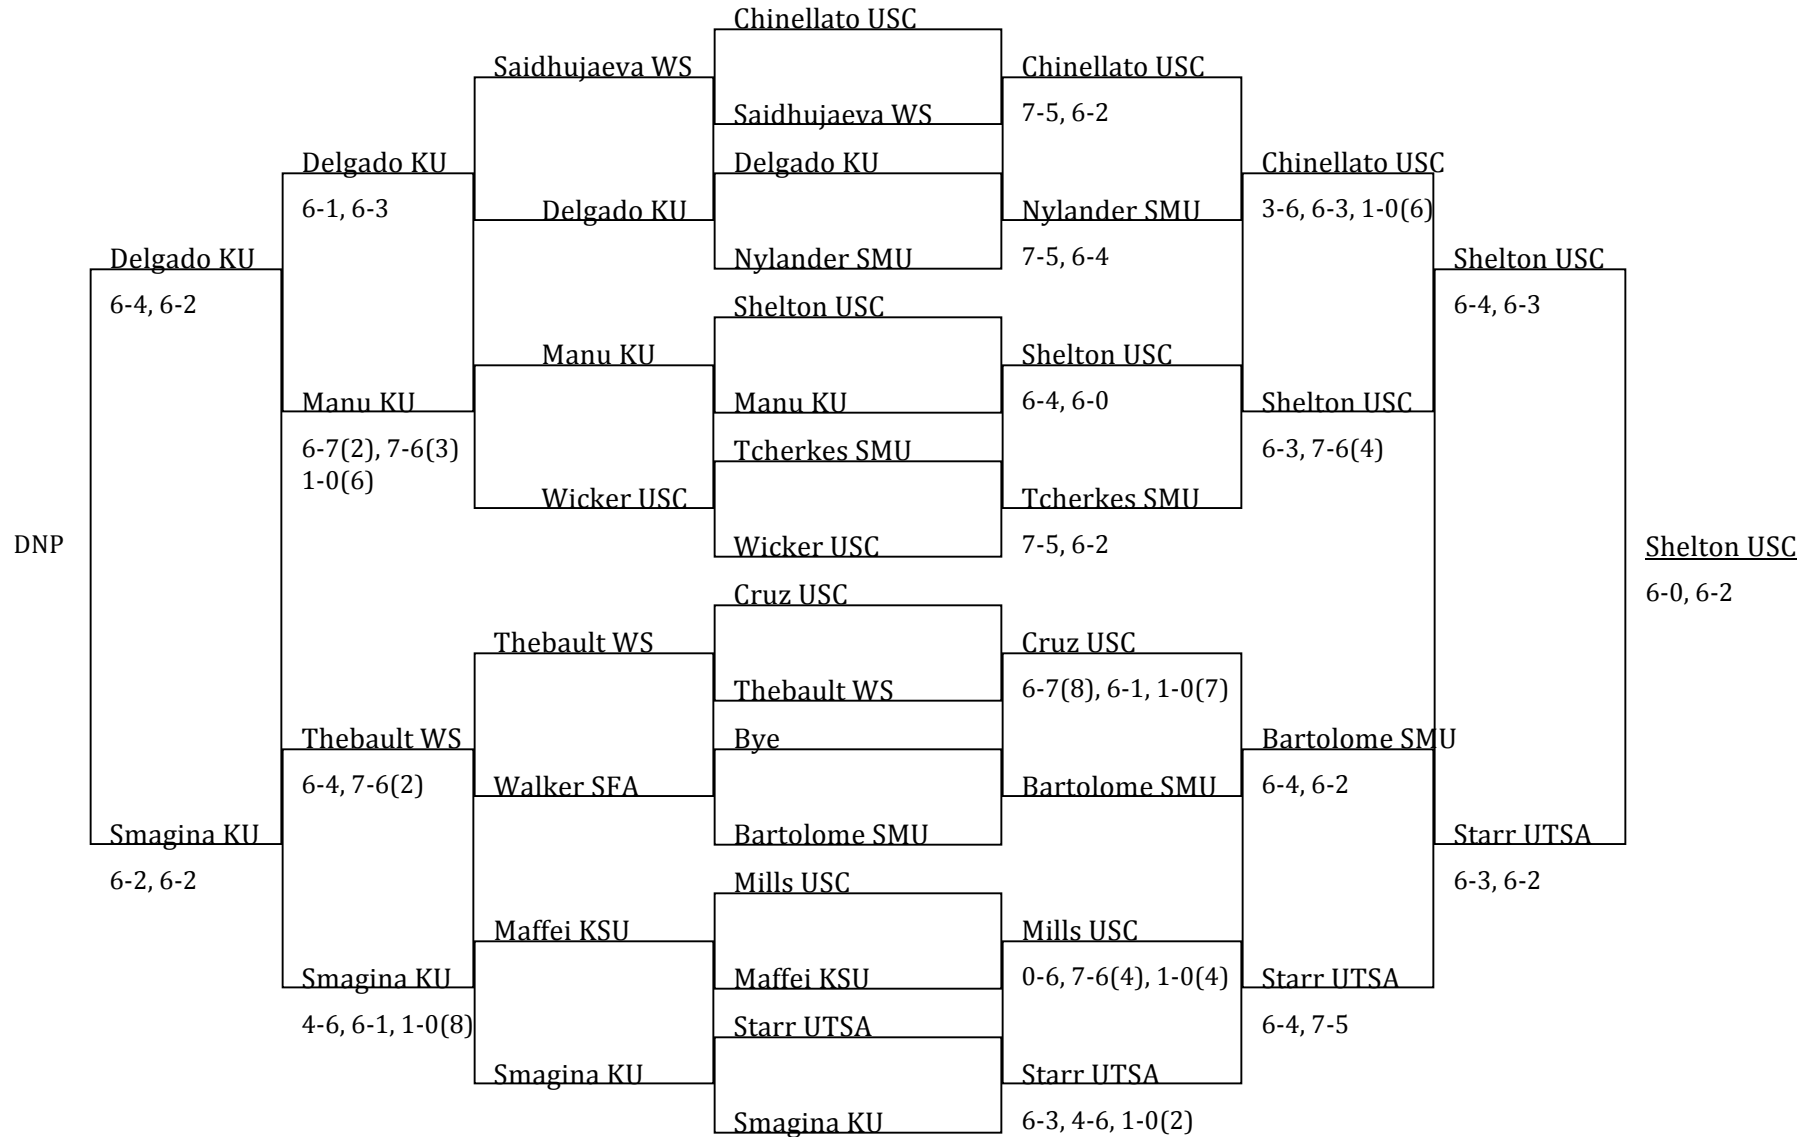 Chinellato USC
Saidhujaeva WS
Chinellato USC
Saidhujaeva WS
7-5, 6-2
Delgado KU
Delgado KU
Chinellato USC
6-1, 6-3
Delgado KU
Nylander SMU
3-6, 6-3, 1-0(6)
Delgado KU
Nylander SMU
7-5, 6-4
Shelton USC
6-4, 6-2
Shelton USC
6-4, 6-3
Manu KU
Shelton USC
Manu KU
Manu KU
6-4, 6-0
Shelton USC
6-7(2), 7-6(3)
1-0(6)
Tcherkes SMU
6-3, 7-6(4)
Wicker USC
Tcherkes SMU
DNP
Wicker USC
7-5, 6-2
Shelton USC
6-0, 6-2
Cruz USC
Thebault WS
Cruz USC
Thebault WS
6-7(8), 6-1, 1-0(7)
Thebault WS
Bye
Bartolome SMU
6-4, 7-6(2)
Walker SFA
Bartolome SMU
6-4, 6-2
Smagina KU
Bartolome SMU
Starr UTSA
6-2, 6-2
Mills USC
6-3, 6-2
Maffei KSU
Mills USC
Smagina KU
Maffei KSU
0-6, 7-6(4), 1-0(4)
Starr UTSA
4-6, 6-1, 1-0(8)
Starr UTSA
6-4, 7-5
Smagina KU
Starr UTSA
Smagina KU
6-3, 4-6, 1-0(2)